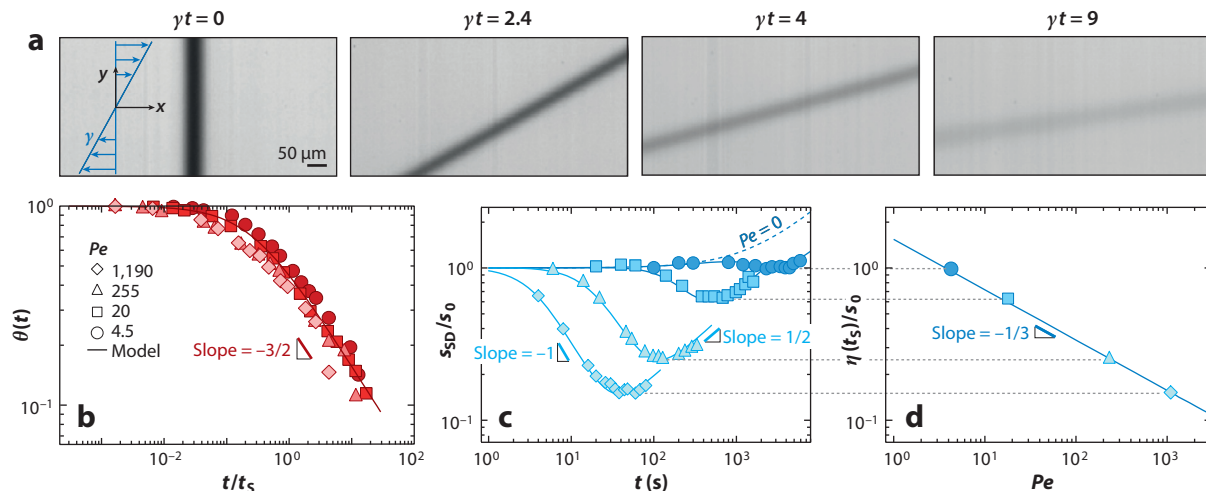 γt = 0
γt = 2.4
γt = 4
γt = 9
a
y
x
γ
50 μm
10⁰
10⁻¹
θ(t)
Pe
1,190
255
20
4.5
Model
Slope = –3/2
b
10⁻²
10⁰
10²
t/tₛ
10⁰
10⁻¹
s_SD/s₀
Pe = 0
Slope = –1
Slope = 1/2
c
10⁰
10¹
10²
10³
t (s)
10⁰
10⁻¹
η(tₛ)/s₀
Slope = –1/3
d
10⁰
10¹
10²
10³
Pe